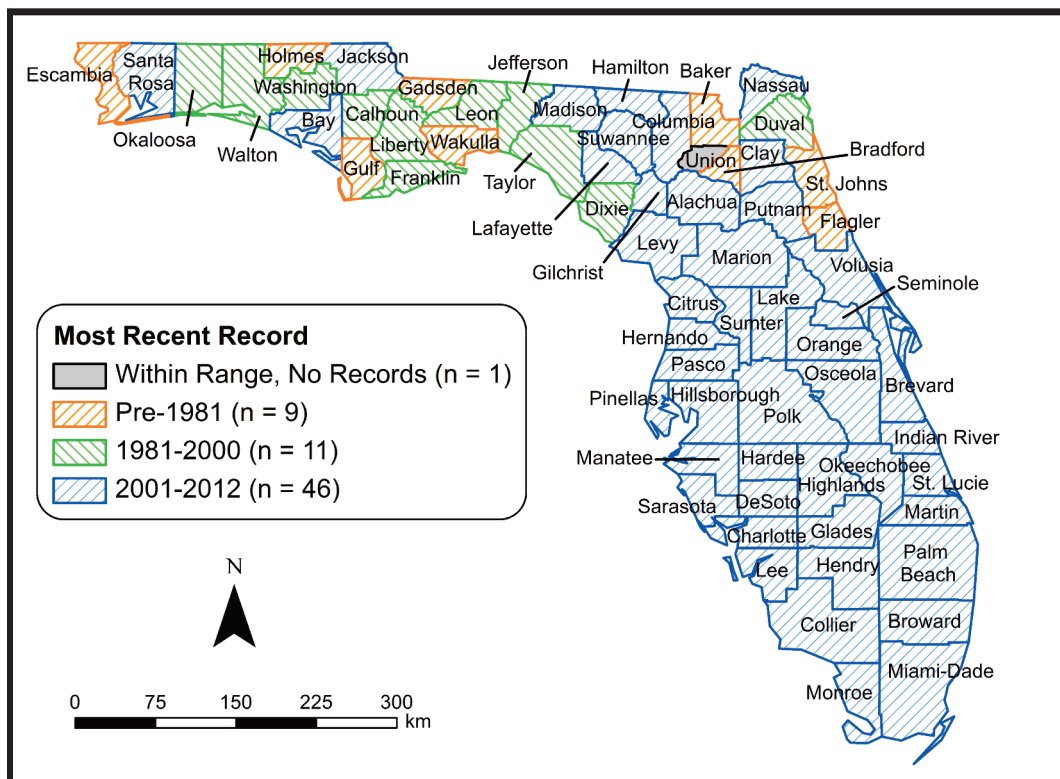 Escambia
Santa
Rosa
Okaloosa
Walton
Holmes
Washington
Jackson
Bay
Calhoun
Gulf
Liberty
Gadsden
Franklin
Leon
Wakulla
Jefferson
Taylor
Madison
Hamilton
Suwannee
Lafayette
Dixie
Columbia
Gilchrist
Baker
Union
Bradford
Nassau
Duval
Clay
St. Johns
Alachua
Putnam
Flagler
Levy
Marion
Volusia
Seminole
Citrus
Lake
Sumter
Hernando
Orange
Pasco
Osceola
Brevard
Pinellas
Hillsborough
Polk
Indian River
Manatee
Hardee
Okeechobee
Highlands
St. Lucie
Sarasota
DeSoto
Martin
Charlotte
Glades
Lee
Hendry
Palm
Beach
Collier
Broward
Monroe
Miami-Dade
Most Recent Record
Within Range, No Records (n = 1)
Pre-1981 (n = 9)
1981-2000 (n = 11)
2001-2012 (n = 46)
N
0 75 150 225 300
km